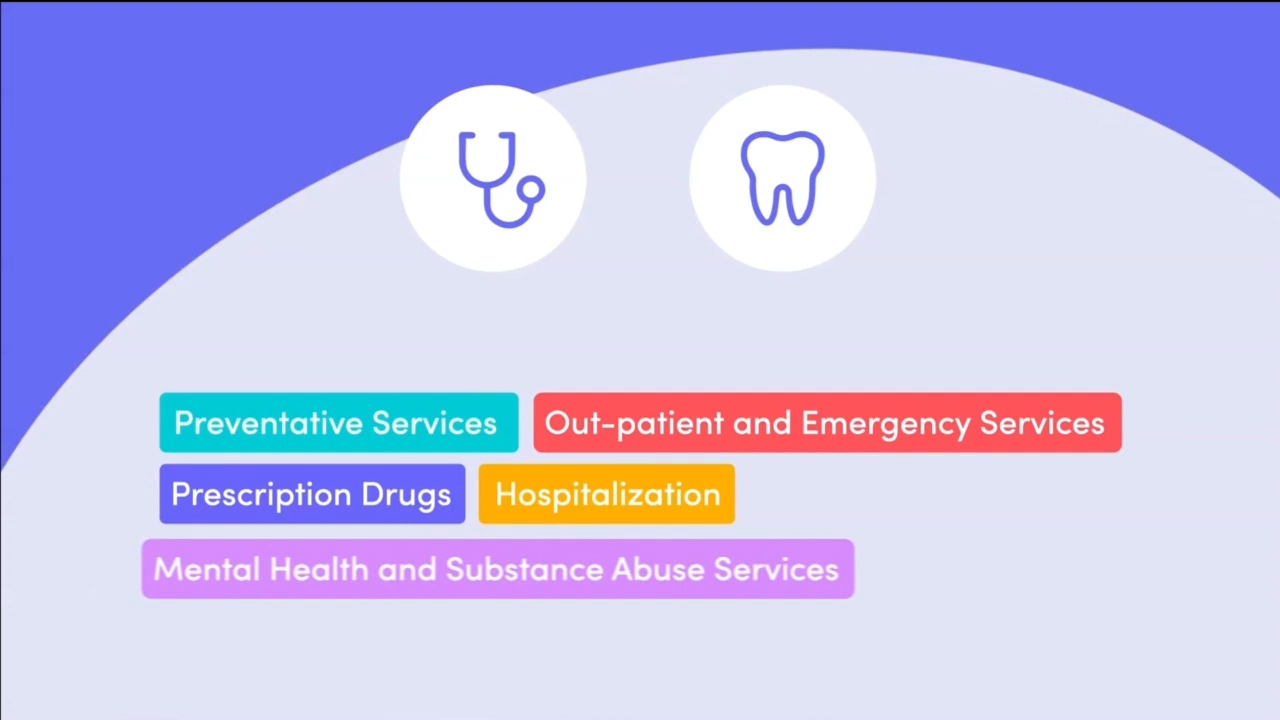 Preventative Services
Out-patient and Emergency Services
Prescription Drugs
Hospitalization
Mental Health and Substance Abuse Services